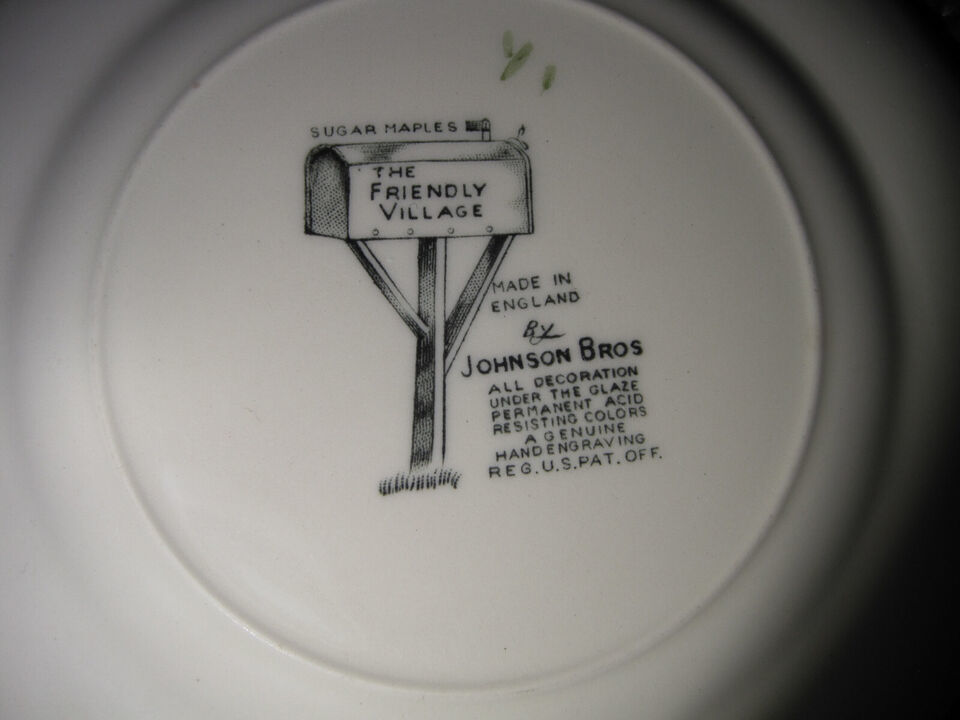 SUGAR MAPLES
THE
FRIENDLY
VILLAGE
MADE IN
ENGLAND
By
JOHNSON BROS
ALL DECORATION
UNDER THE GLAZE
PERMANENT ACID
RESISTING COLORS
A GENUINE
HANDENGRAVING
REG. U.S. PAT. OFF.